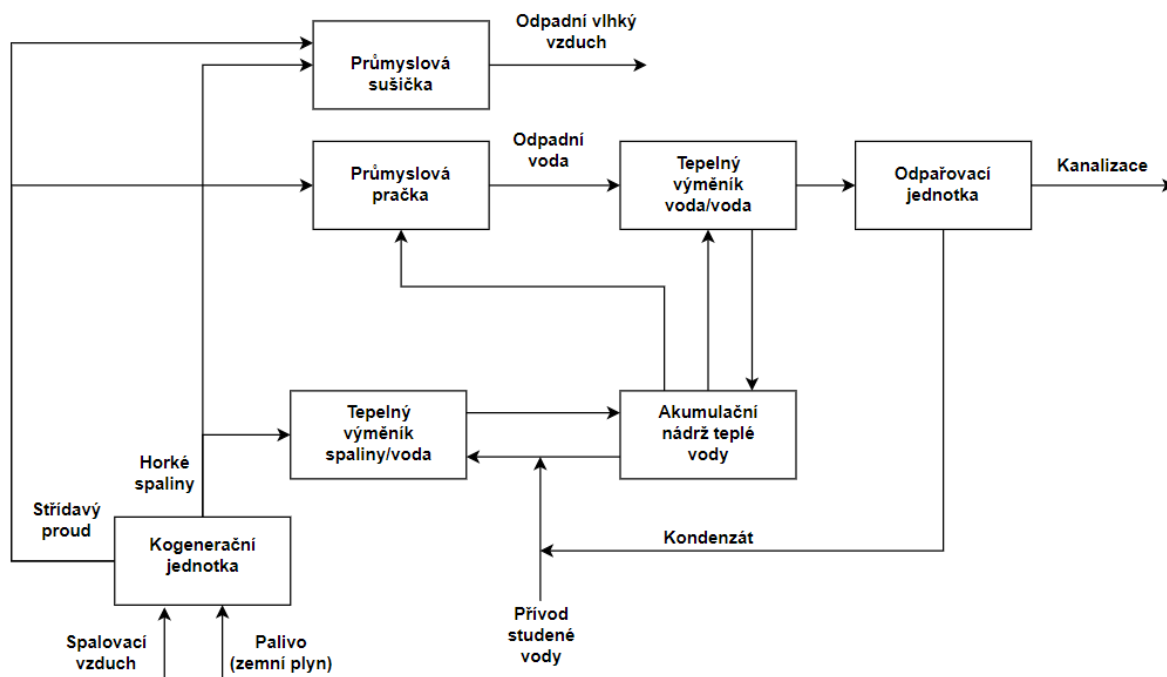 Odpadní vlhký
vzduch
Průmyslová
sušička
Odpadní
voda
Průmyslová
pračka
Tepelný
výměník
voda/voda
Odpařovací
jednotka
Kanalizace
Tepelný
výměník
spaliny/voda
Akumulační
nádrž teplé
vody
Horké
spaliny
Střídavý
proud
Kogenerační
jednotka
Kondenzát
Přívod
studené
vody
Spalovací
vzduch
Palivo
(zemní plyn)